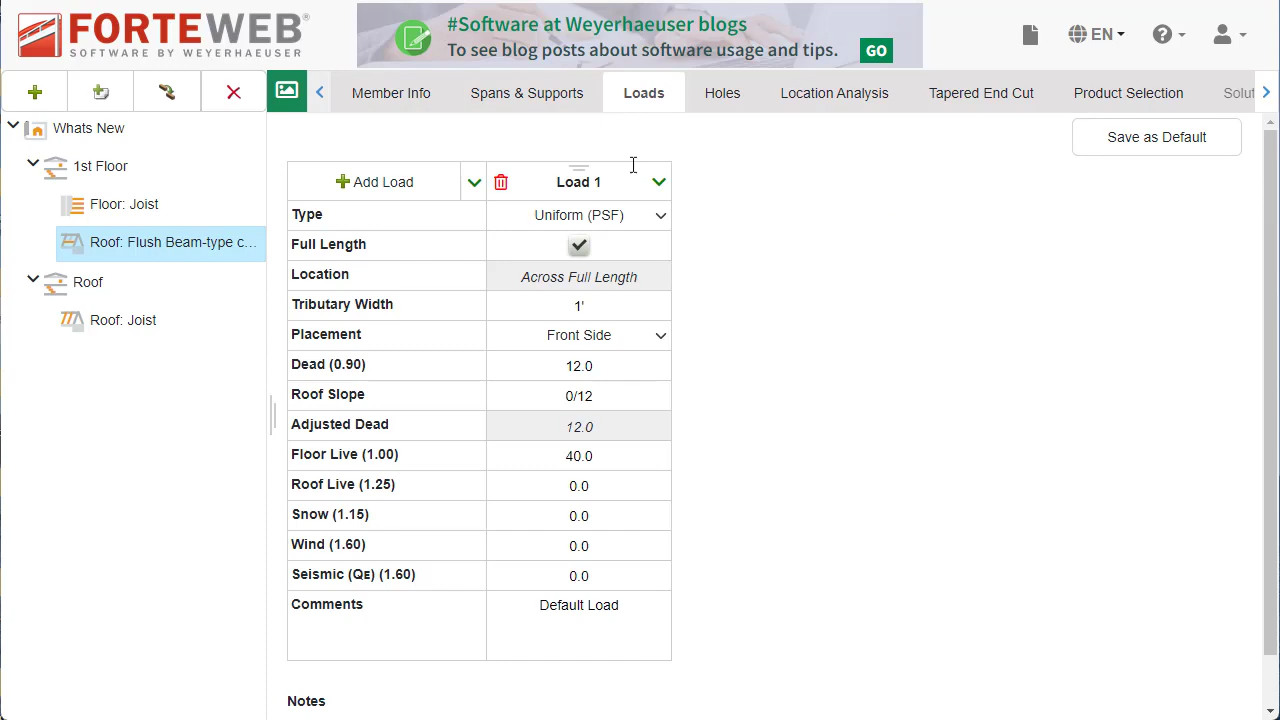 FORTEWEB®
SOFTWARE BY WEYERHAEUSER
#Software at Weyerhaeuser blogs
To see blog posts about software usage and tips.
GO
EN
Member Info
Spans & Supports
Loads
Holes
Location Analysis
Tapered End Cut
Product Selection
Solut
Whats New
1st Floor
Floor: Joist
Roof: Flush Beam-type c...
Roof
Roof: Joist
Save as Default
Add Load
Load 1
Type
Uniform (PSF)
Full Length
Location
Across Full Length
Tributary Width
1'
Placement
Front Side
Dead (0.90)
12.0
Roof Slope
0/12
Adjusted Dead
12.0
Floor Live (1.00)
40.0
Roof Live (1.25)
0.0
Snow (1.15)
0.0
Wind (1.60)
0.0
Seismic (QE) (1.60)
0.0
Comments
Default Load
Notes